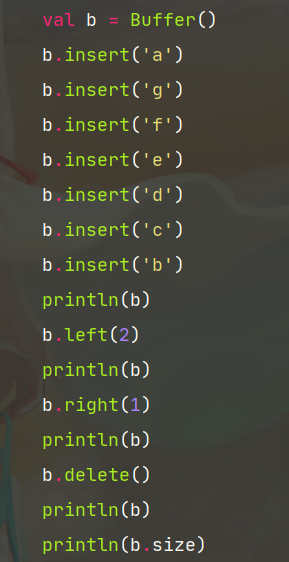 val b = Buffer()
b.insert('a')
b.insert('g')
b.insert('f')
b.insert('e')
b.insert('d')
b.insert('c')
b.insert('b')
println(b)
b.left(2)
println(b)
b.right(1)
println(b)
b.delete()
println(b)
println(b.size)